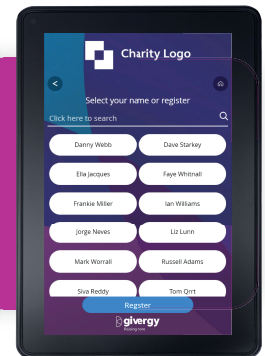 Charity Logo
<
Select your name or register
Click here to search
Danny Webb
Dave Starkey
Ella Jacques
Faye Whitnall
Frankie Miller
Ian Williams
Jorge Neves
Liz Lunn
Mark Worrall
Russell Adams
Siva Reddy
Tom Qrrt
Register
givergy